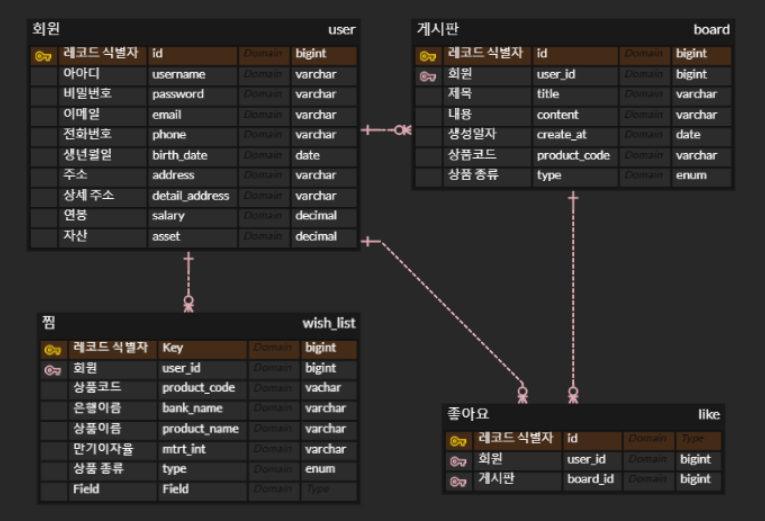 회원 user
레코드 식별자 id Domain bigint
아아디 username Domain varchar
비밀번호 password Domain varchar
이메일 email Domain varchar
전화번호 phone Domain varchar
생년월일 birth_date Domain date
주소 address Domain varchar
상세 주소 detail_address Domain varchar
연봉 salary Domain decimal
자산 asset Domain decimal
게시판 board
레코드 식별자 id Domain bigint
회원 user_id Domain bigint
제목 title Domain varchar
내용 content Domain varchar
생성일자 create_at Domain date
상품코드 product_code Domain varchar
상품 종류 type Domain enum
찜 wish_list
레코드 식별자 Key Domain bigint
회원 user_id Domain bigint
상품코드 product_code Domain vachar
은행이름 bank_name Domain varchar
상품이름 product_name Domain varchar
만기이자율 mtrt_int Domain varchar
상품 종류 type Domain enum
Field Field Domain Type
좋아요 like
레코드 식별자 id Domain Type
회원 user_id Domain bigint
게시판 board_id Domain bigint